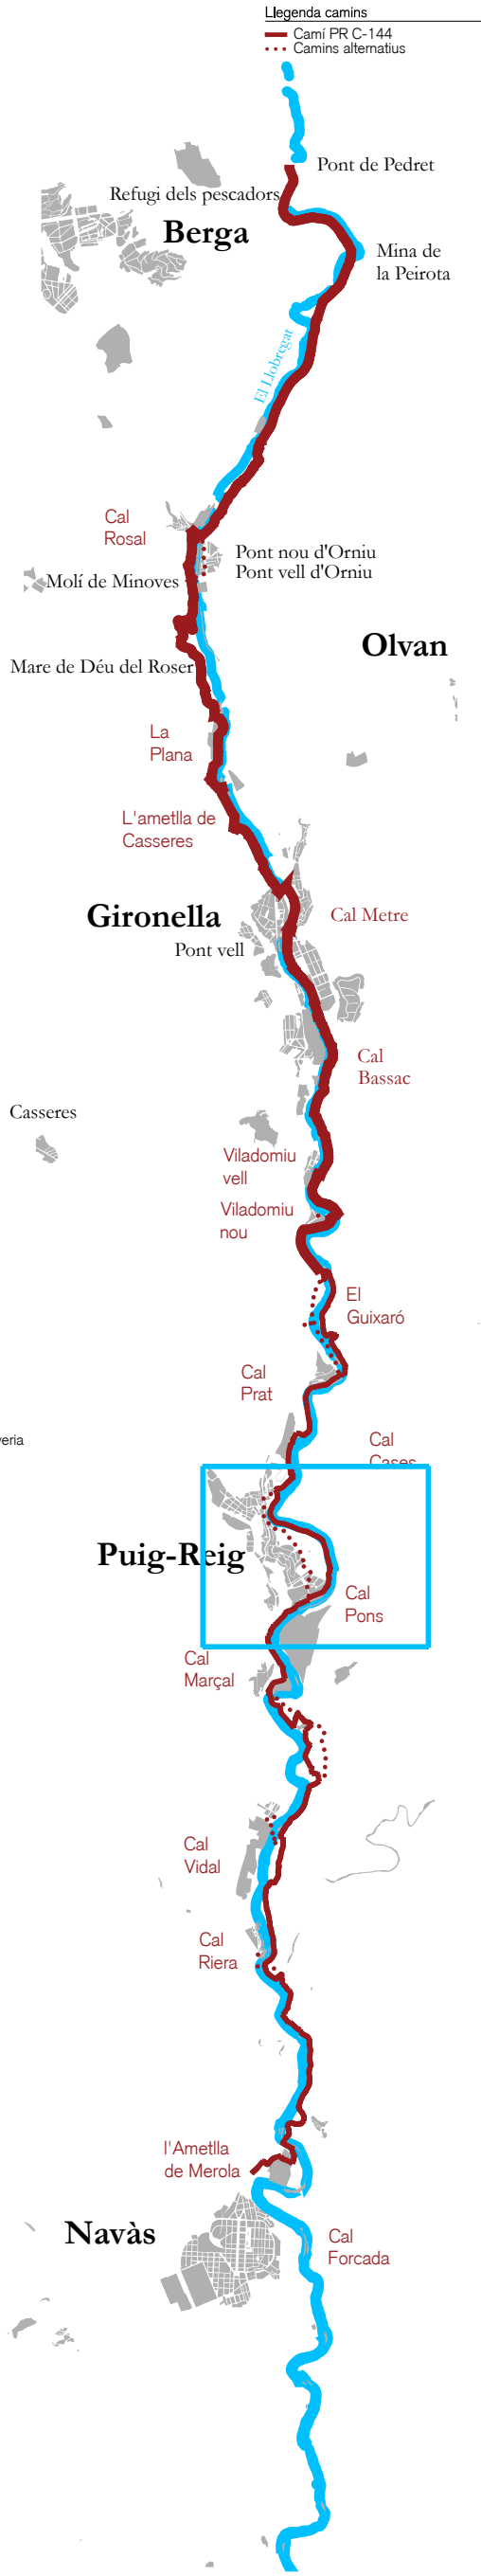 Llegenda camins
Camí PR C-144
Camins alternatius
Pont de Pedret
Refugi dels pescadors
Berga
Mina de
la Peirota
El Llobregat
Cal
Rosal
Pont nou d'Orniu
Pont vell d'Orniu
Molí de Minoves
Olvan
Mare de Déu del Roser
La
Plana
L'ametlla de
Casseres
Gironella
Cal Metre
Pont vell
Cal
Bassac
Casseres
Viladomiu
vell
Viladomiu
nou
El
Guixaró
Cal
Prat
Cal
Cases
veria
Puig-Reig
Cal
Pons
Cal
Marçal
Cal
Vidal
Cal
Riera
l'Ametlla
de Merola
Navàs
Cal
Forcada